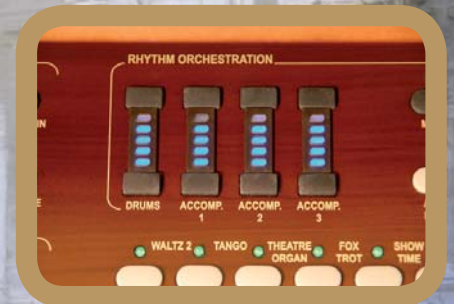 RHYTHM ORCHESTRATION
DRUMS
ACCOMP.
1
ACCOMP.
2
ACCOMP.
3
WALTZ 2
TANGO
THEATRE
ORGAN
FOX
TROT
SHOW
TIME